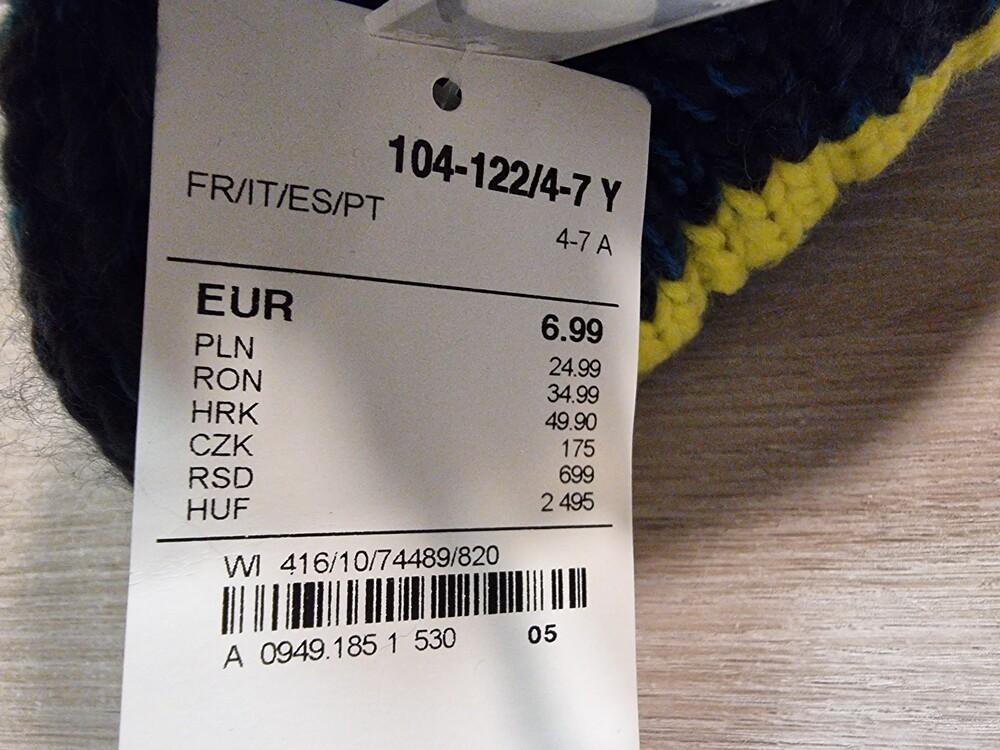 104-122/4-7 Y
FR/IT/ES/PT
4-7 A
EUR 6.99
PLN 24.99
RON 34.99
HRK 49.90
CZK 175
RSD 699
HUF 2 495
WI 416/10/74489/820
A 0949.185 1 530 05